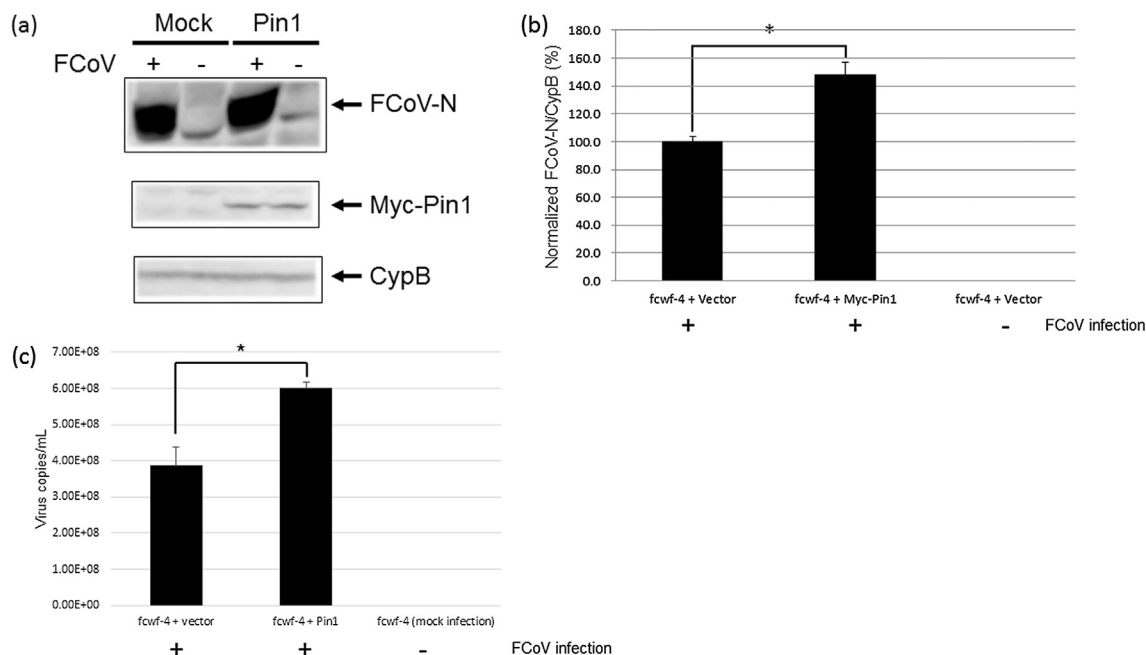 (a)
Mock Pin1
FCoV + - + -
FCoV-N
Myc-Pin1
CypB
(b)
*
Normalized FCoV-N/CypB (%)
180.0
160.0
140.0
120.0
100.0
80.0
60.0
40.0
20.0
0.0
fcwf-4 + Vector fcwf-4 + Myc-Pin1 fcwf-4 + Vector
+ + - FCoV infection
(c)
*
Virus copies/mL
7.00E+08
6.00E+08
5.00E+08
4.00E+08
3.00E+08
2.00E+08
1.00E+08
0.00E+00
fcwf-4 + vector fcwf-4 + Pin1 fcwf-4 (mock infection)
+ + - FCoV infection